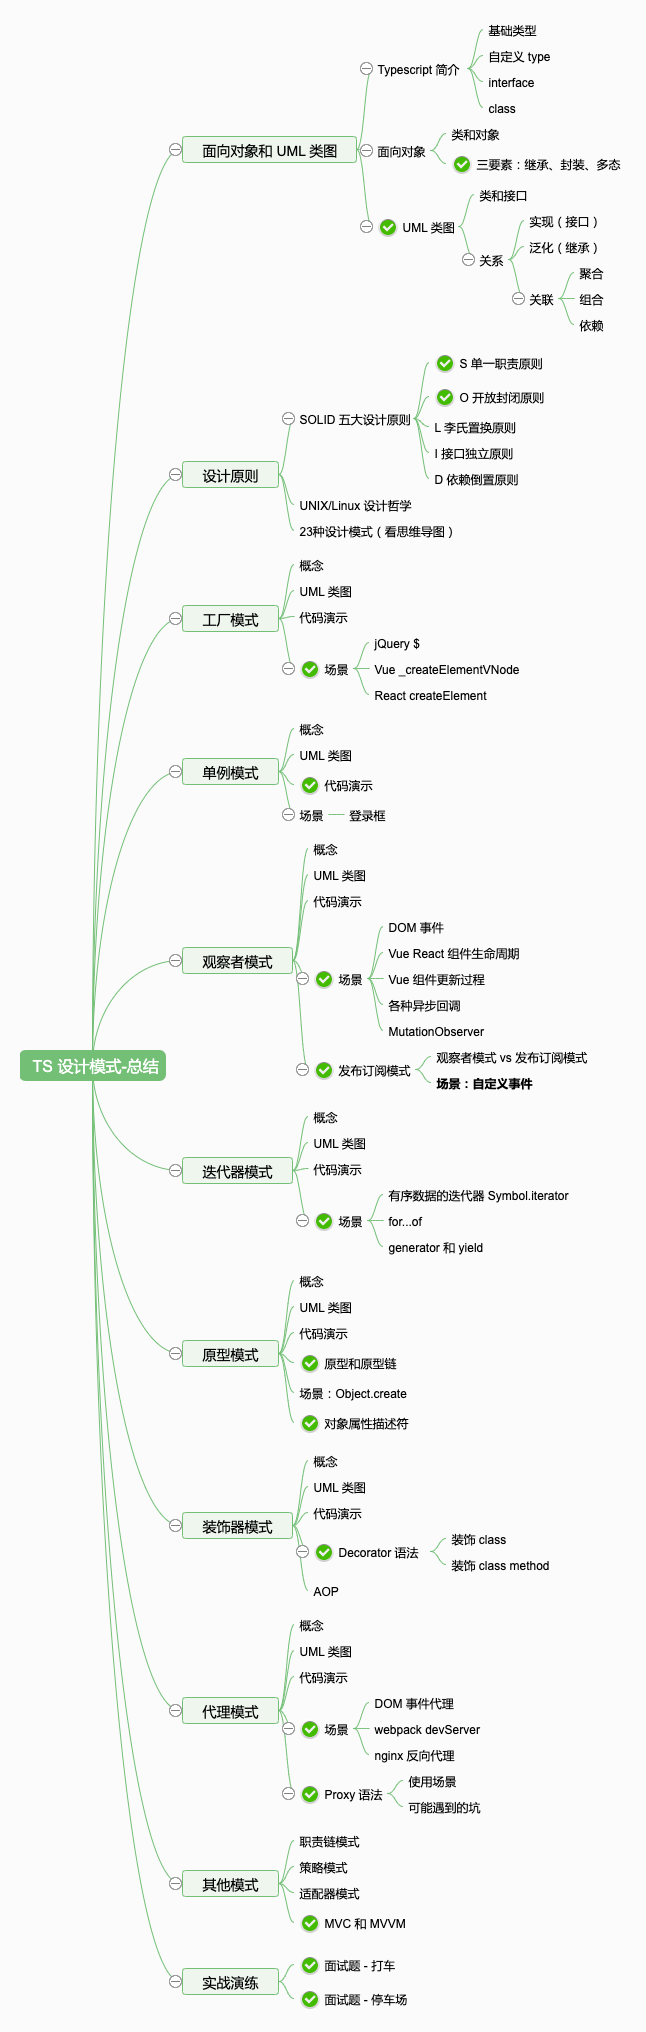 TS 设计模式-总结
面向对象和 UML 类图
Typescript 简介
基础类型
自定义 type
interface
class
面向对象
类和对象
三要素：继承、封装、多态
UML 类图
类和接口
关系
实现（接口）
泛化（继承）
关联
聚合
组合
依赖
设计原则
SOLID 五大设计原则
S 单一职责原则
O 开放封闭原则
L 李氏置换原则
I 接口独立原则
D 依赖倒置原则
UNIX/Linux 设计哲学
23种设计模式（看思维导图）
工厂模式
概念
UML 类图
代码演示
场景
jQuery $
Vue _createElementVNode
React createElement
单例模式
概念
UML 类图
代码演示
场景
登录框
观察者模式
概念
UML 类图
代码演示
场景
DOM 事件
Vue React 组件生命周期
Vue 组件更新过程
各种异步回调
MutationObserver
发布订阅模式
观察者模式 vs 发布订阅模式
场景：自定义事件
迭代器模式
概念
UML 类图
代码演示
场景
有序数据的迭代器 Symbol.iterator
for...of
generator 和 yield
原型模式
概念
UML 类图
代码演示
原型和原型链
场景：Object.create
对象属性描述符
装饰器模式
概念
UML 类图
代码演示
Decorator 语法
装饰 class
装饰 class method
AOP
代理模式
概念
UML 类图
代码演示
场景
DOM 事件代理
webpack devServer
nginx 反向代理
Proxy 语法
使用场景
可能遇到的坑
其他模式
职责链模式
策略模式
适配器模式
MVC 和 MVVM
实战演练
面试题 - 打车
面试题 - 停车场